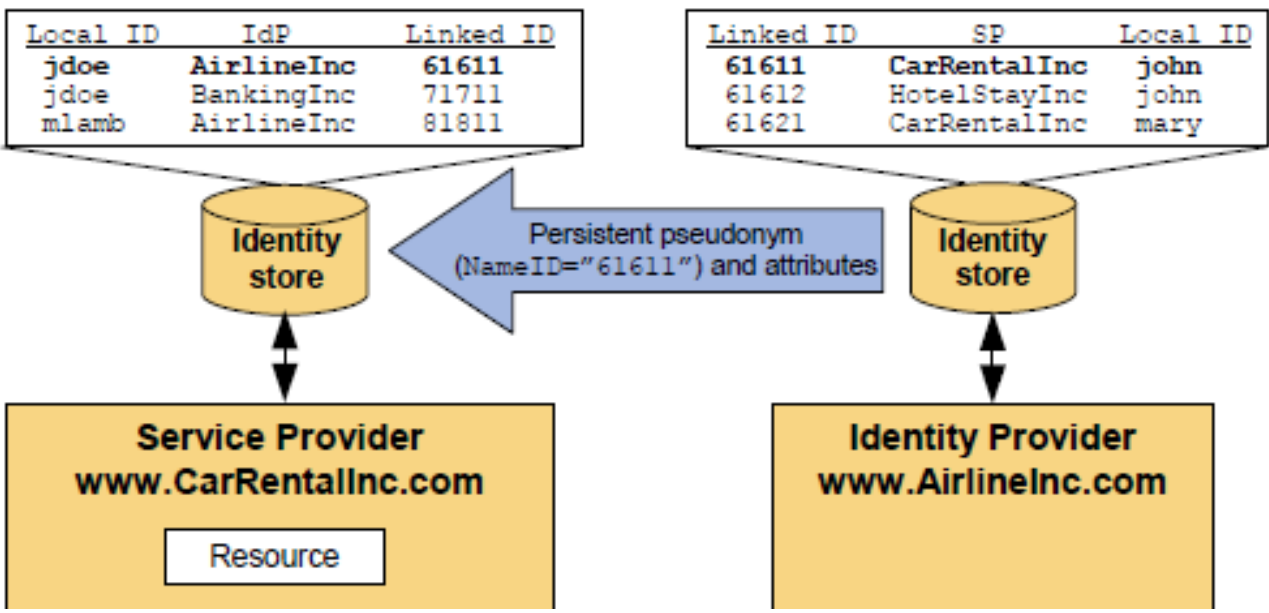 Local ID IdP Linked ID
jdoe AirlineInc 61611
jdoe BankingInc 71711
mlamb AirlineInc 81811
Linked ID SP Local ID
61611 CarRentalInc john
61612 HotelStayInc john
61621 CarRentalInc mary
Identity
store
Persistent pseudonym
(NameID="61611") and attributes
Identity
store
Service Provider
www.CarRentalInc.com
Resource
Identity Provider
www.AirlineInc.com